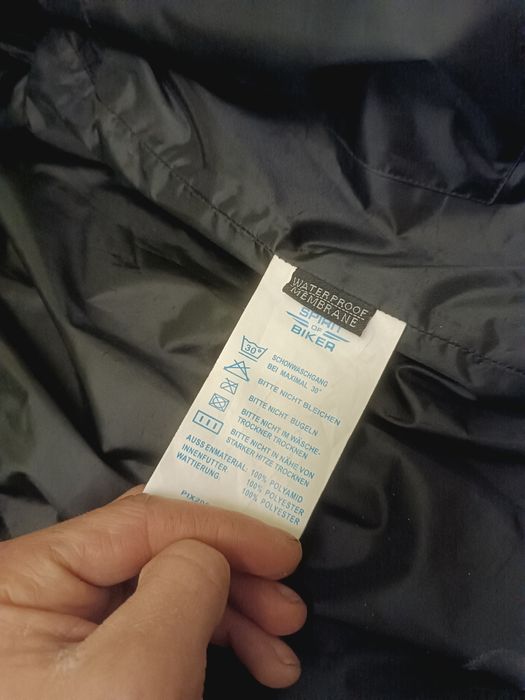 WATERPROOF
MEMBRANE
SPIRIT
OF
BIKER
30°
SCHONWASCHGANG
BEI MAXIMAL 30°
BITTE NICHT BLEICHEN
BITTE NICHT BÜGELN
BITTE NICHT IM WÄSCHE-
TROCKNER TROCKNEN
BITTE NICHT IN NÄHE VON
STARKER HITZE TROCKNEN
AUSSENMATERIAL: 100% POLYAMID
INNENFUTTER: 100% POLYESTER
WATTIERUNG: 100% POLYESTER